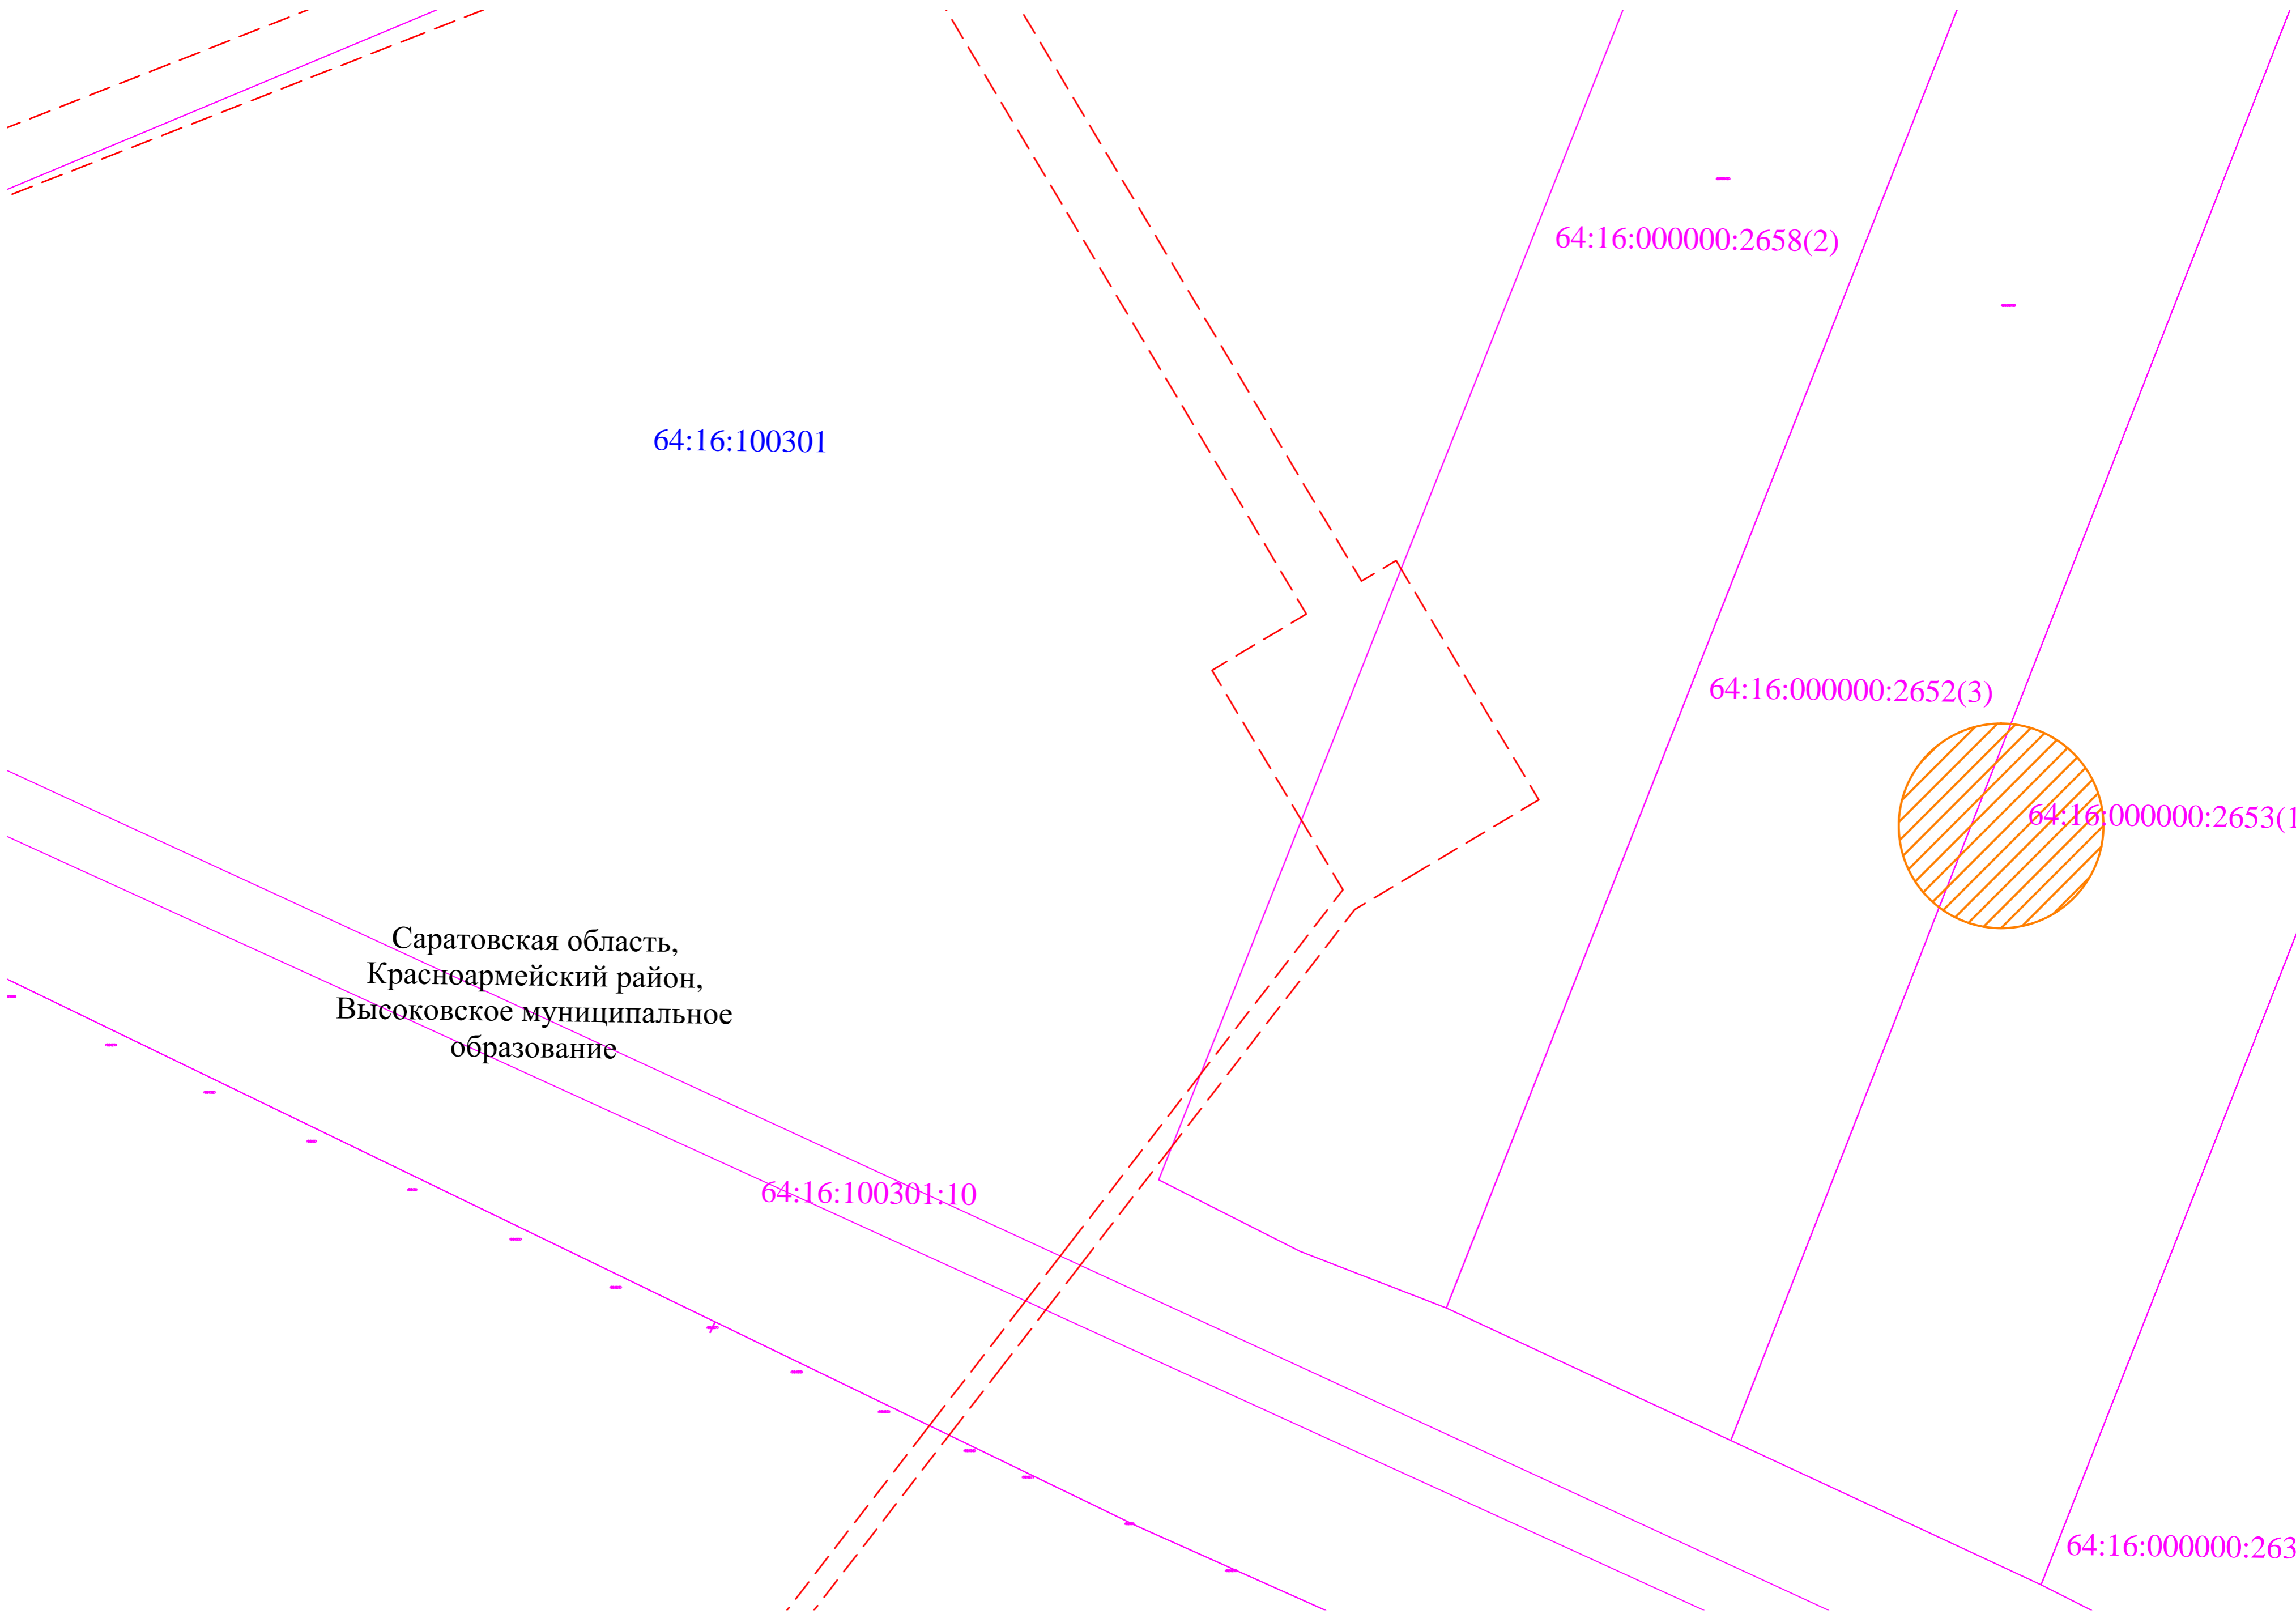 64:16:000000:2658(2)
64:16:100301
64:16:000000:2652(3)
64:16:000000:2653(1
Саратовская область,
Красноармейский район,
Высоковское муниципальное
образование
64:16:100301:10
64:16:000000:263